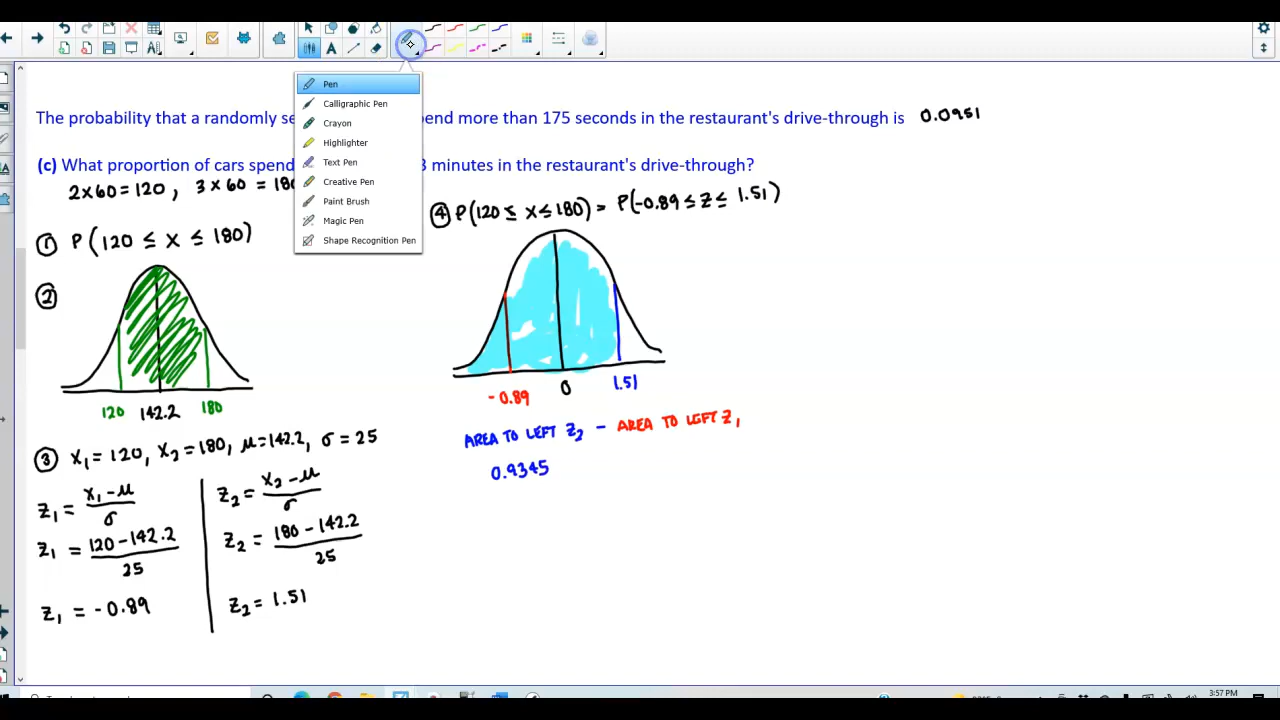 Pen
Calligraphic Pen
Crayon
Highlighter
Text Pen
Creative Pen
Paint Brush
Magic Pen
Shape Recognition Pen
The probability that a randomly se pend more than 175 seconds in the restaurant's drive-through is 0.0951
(c) What proportion of cars spend 3 minutes in the restaurant's drive-through?
2×60=120, 3×60=180
① P(120 ≤ X ≤ 180)
②
120 142.2 180
③ X₁=120, X₂=180, μ=142.2, σ=25
Z₁ = X₁-μ / σ
Z₁ = 120-142.2 / 25
Z₁ = -0.89
Z₂ = X₂-μ / σ
Z₂ = 180-142.2 / 25
Z₂ = 1.51
④ P(120 ≤ X ≤ 180) = P(-0.89 ≤ Z ≤ 1.51)
-0.89 0 1.51
AREA TO LEFT Z₂ - AREA TO LEFT Z₁
0.9345
3:57 PM